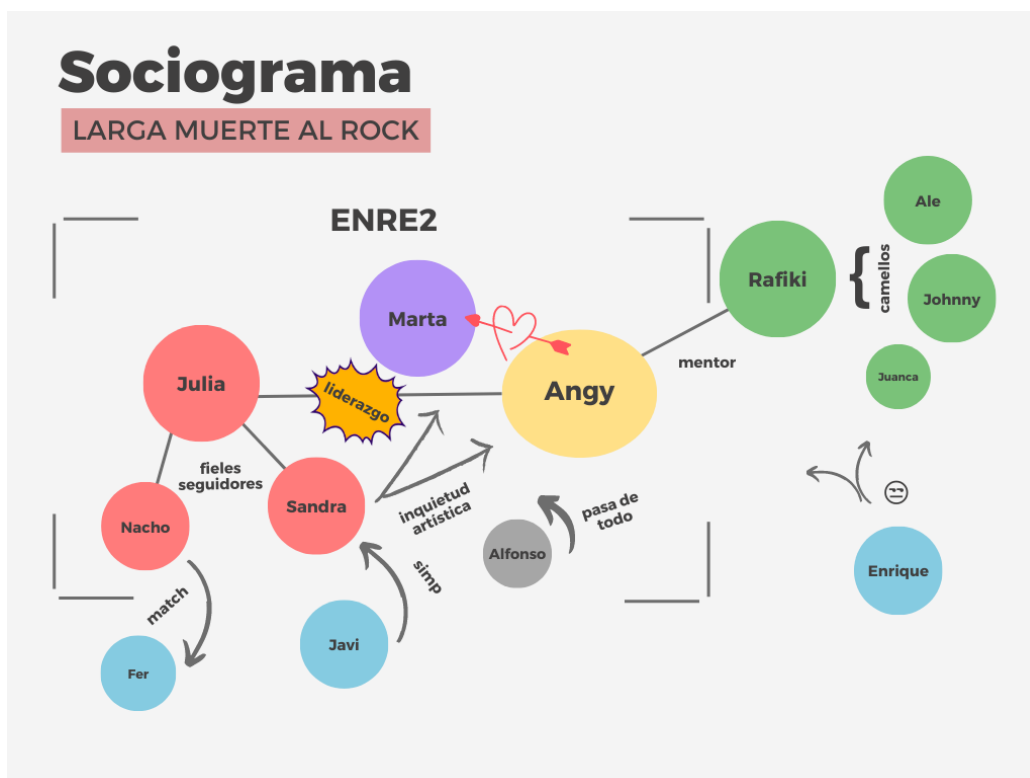 Sociograma
LARGA MUERTE AL ROCK
ENRE2
Ale
Rafiki
camellos
Johnny
Marta
mentor
Juanca
Julia
liderazgo
Angy
fieles
seguidores
Sandra
inquietud
artística
pasa de
todo
Nacho
Alfonso
Enrique
match
simp
Javi
Fer